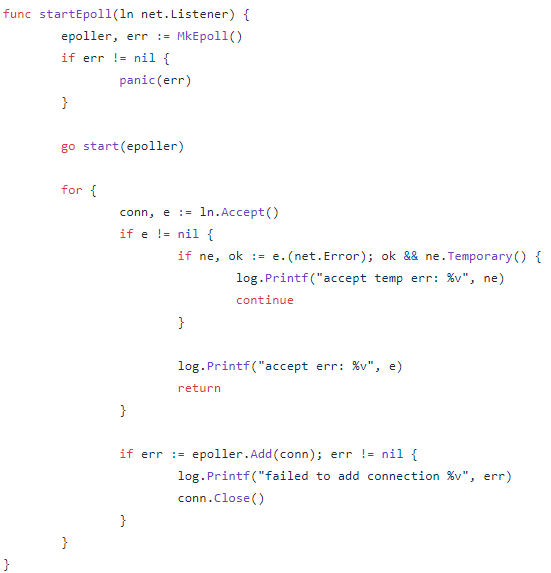 func startEpoll(ln net.Listener) {
        epoller, err := MkEpoll()
        if err != nil {
                panic(err)
        }

        go start(epoller)

        for {
                conn, e := ln.Accept()
                if e != nil {
                        if ne, ok := e.(net.Error); ok && ne.Temporary() {
                                log.Printf("accept temp err: %v", ne)
                                continue
                        }

                        log.Printf("accept err: %v", e)
                        return
                }

                if err := epoller.Add(conn); err != nil {
                        log.Printf("failed to add connection %v", err)
                        conn.Close()
                }
        }
}